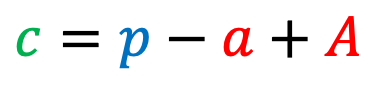 c = p − a + A